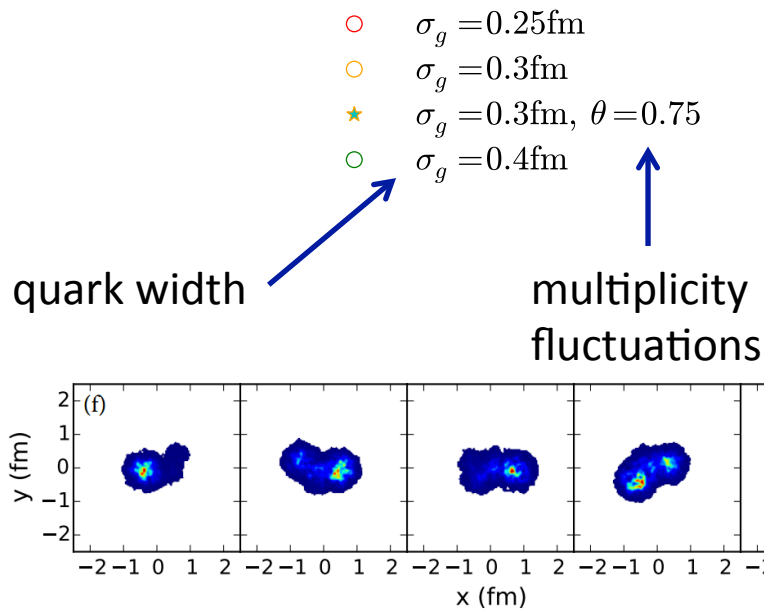 σ_g =0.25fm
σ_g =0.3fm
σ_g =0.3fm, θ=0.75
σ_g =0.4fm
quark width
multiplicity
fluctuations
(f)
2
1
0
−1
−2
y (fm)
−2 −1 0 1 2 −2 −1 0 1 2 −2 −1 0 1 2 −2 −1 0 1 2
x (fm)